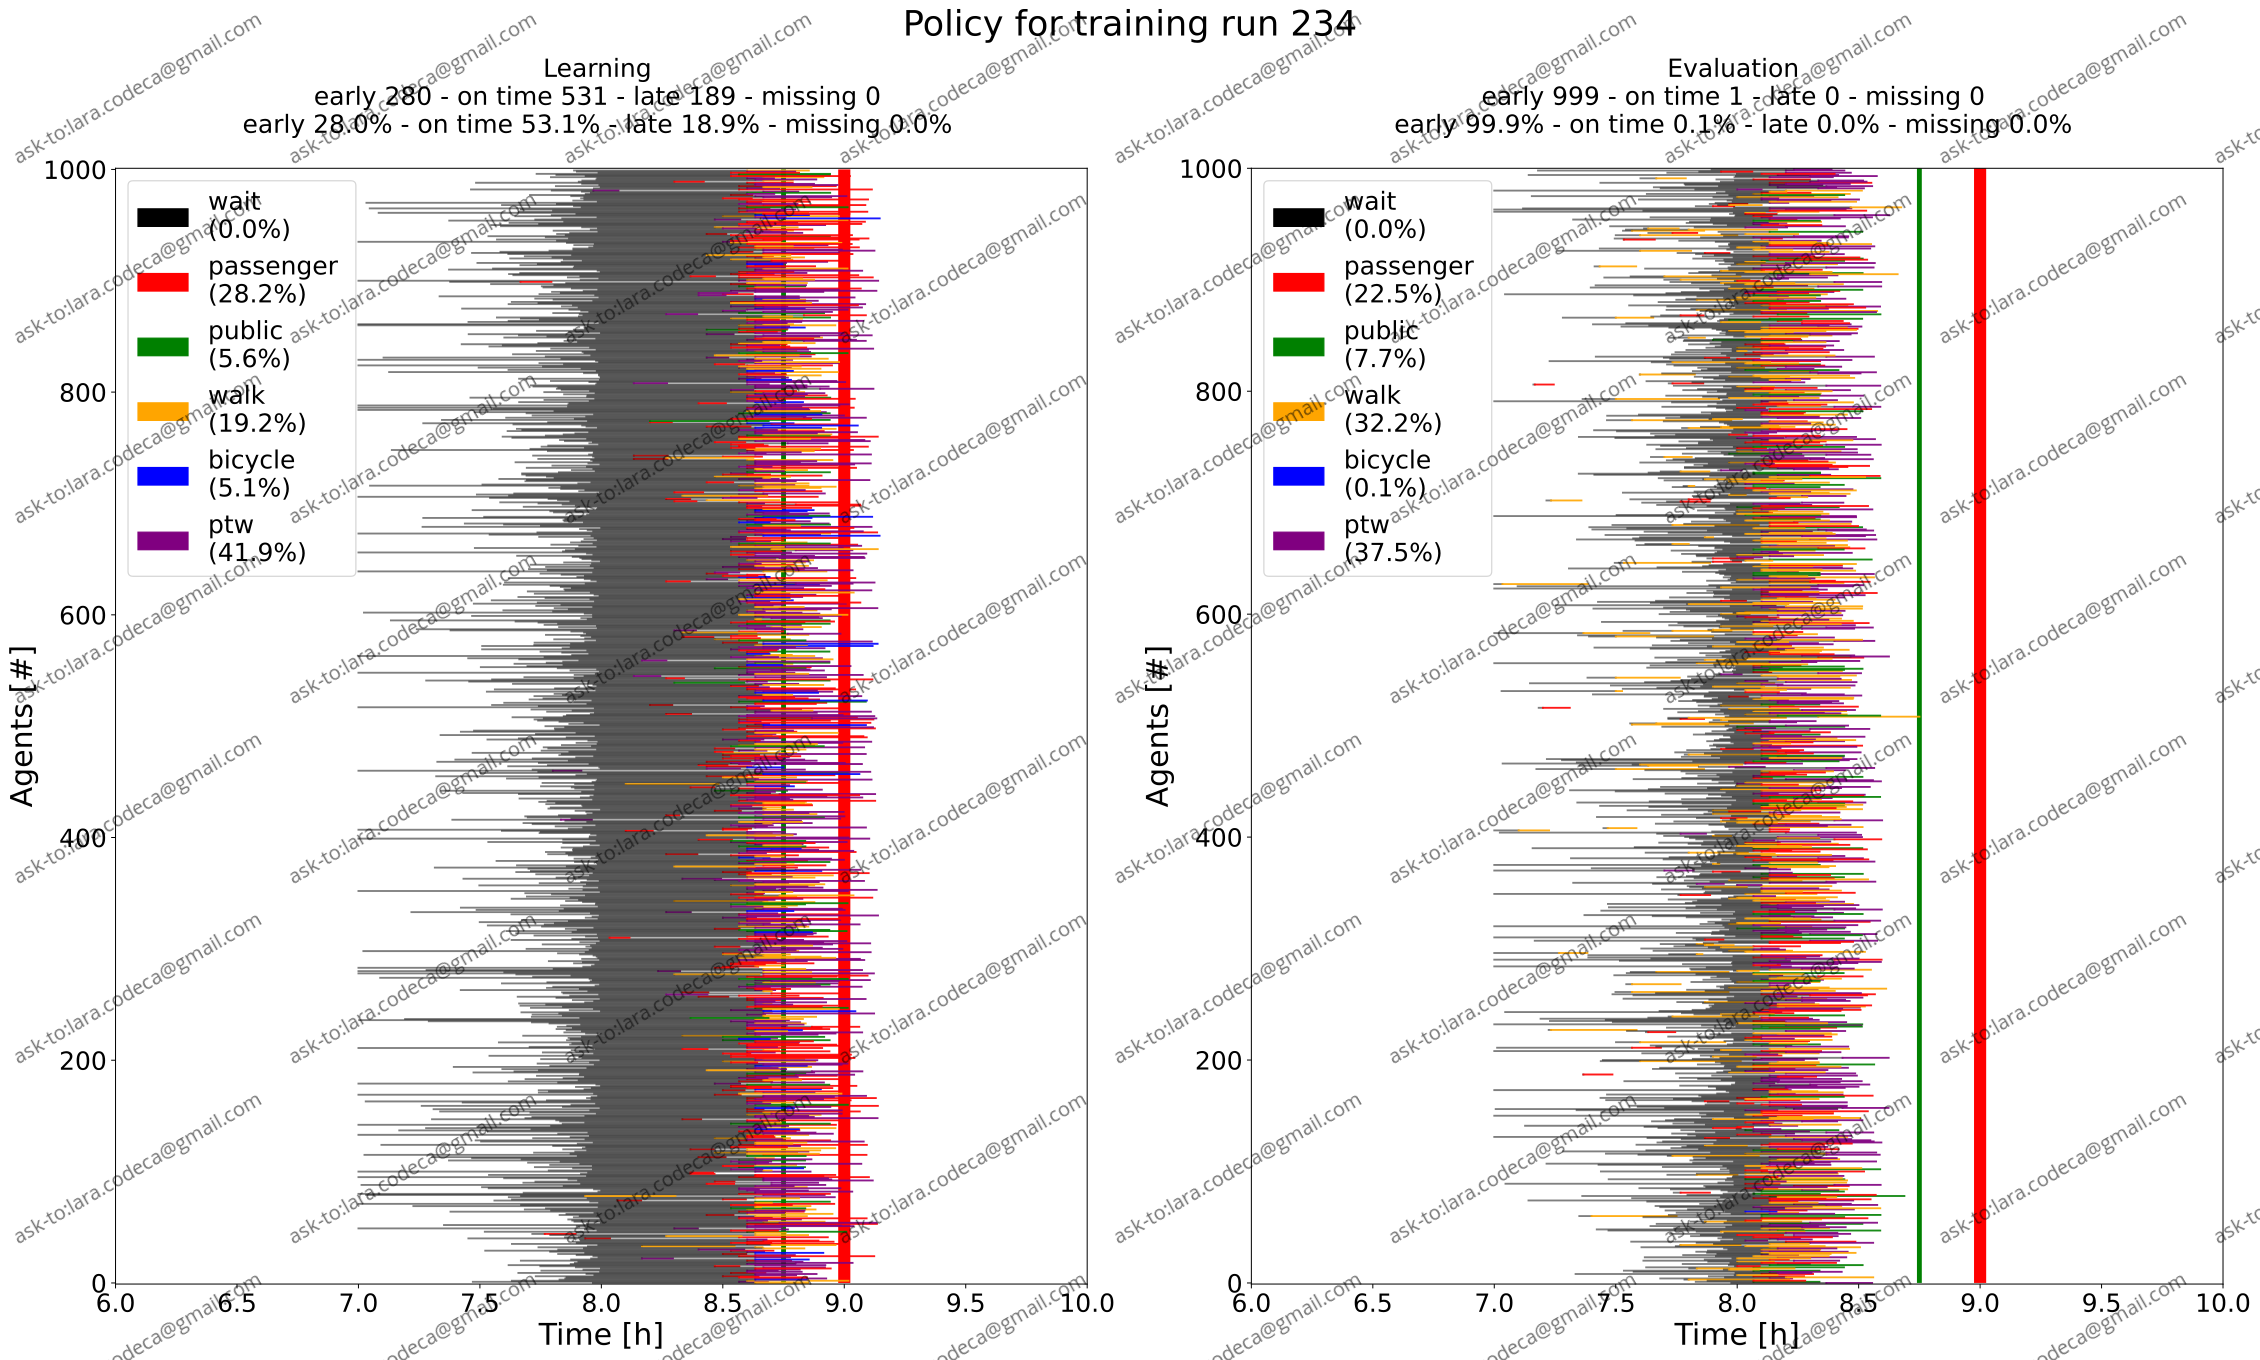 Policy for training run 234
Learning
early 280 - on time 531 - late 189 - missing 0
early 28.0% - on time 53.1% - late 18.9% - missing 0.0%
Evaluation
early 999 - on time 1 - late 0 - missing 0
early 99.9% - on time 0.1% - late 0.0% - missing 0.0%
Agents [#]
1000
800
600
400
200
0
wait
(0.0%)
passenger
(28.2%)
public
(5.6%)
walk
(19.2%)
bicycle
(5.1%)
ptw
(41.9%)
6.0 6.5 7.0 7.5 8.0 8.5 9.0 9.5 10.0
Time [h]
Agents [#]
1000
800
600
400
200
0
wait
(0.0%)
passenger
(22.5%)
public
(7.7%)
walk
(32.2%)
bicycle
(0.1%)
ptw
(37.5%)
6.0 6.5 7.0 7.5 8.0 8.5 9.0 9.5 10.0
Time [h]
ask-to:lara.codeca@gmail.com